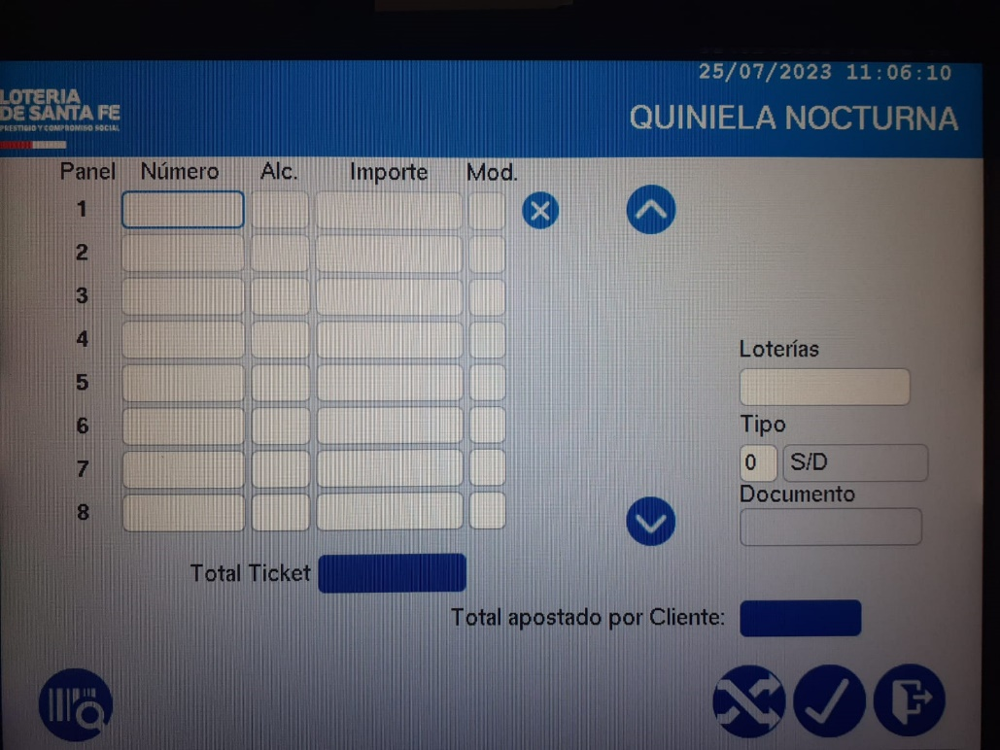 25/07/2023 11:06:10
LOTERIA
DE SANTA FE
PRESTIGIO Y COMPROMISO SOCIAL
QUINIELA NOCTURNA
Panel Número Alc. Importe Mod.
1
2
3
4
5
6
7
8
Loterías
Tipo
0 S/D
Documento
Total Ticket
Total apostado por Cliente: